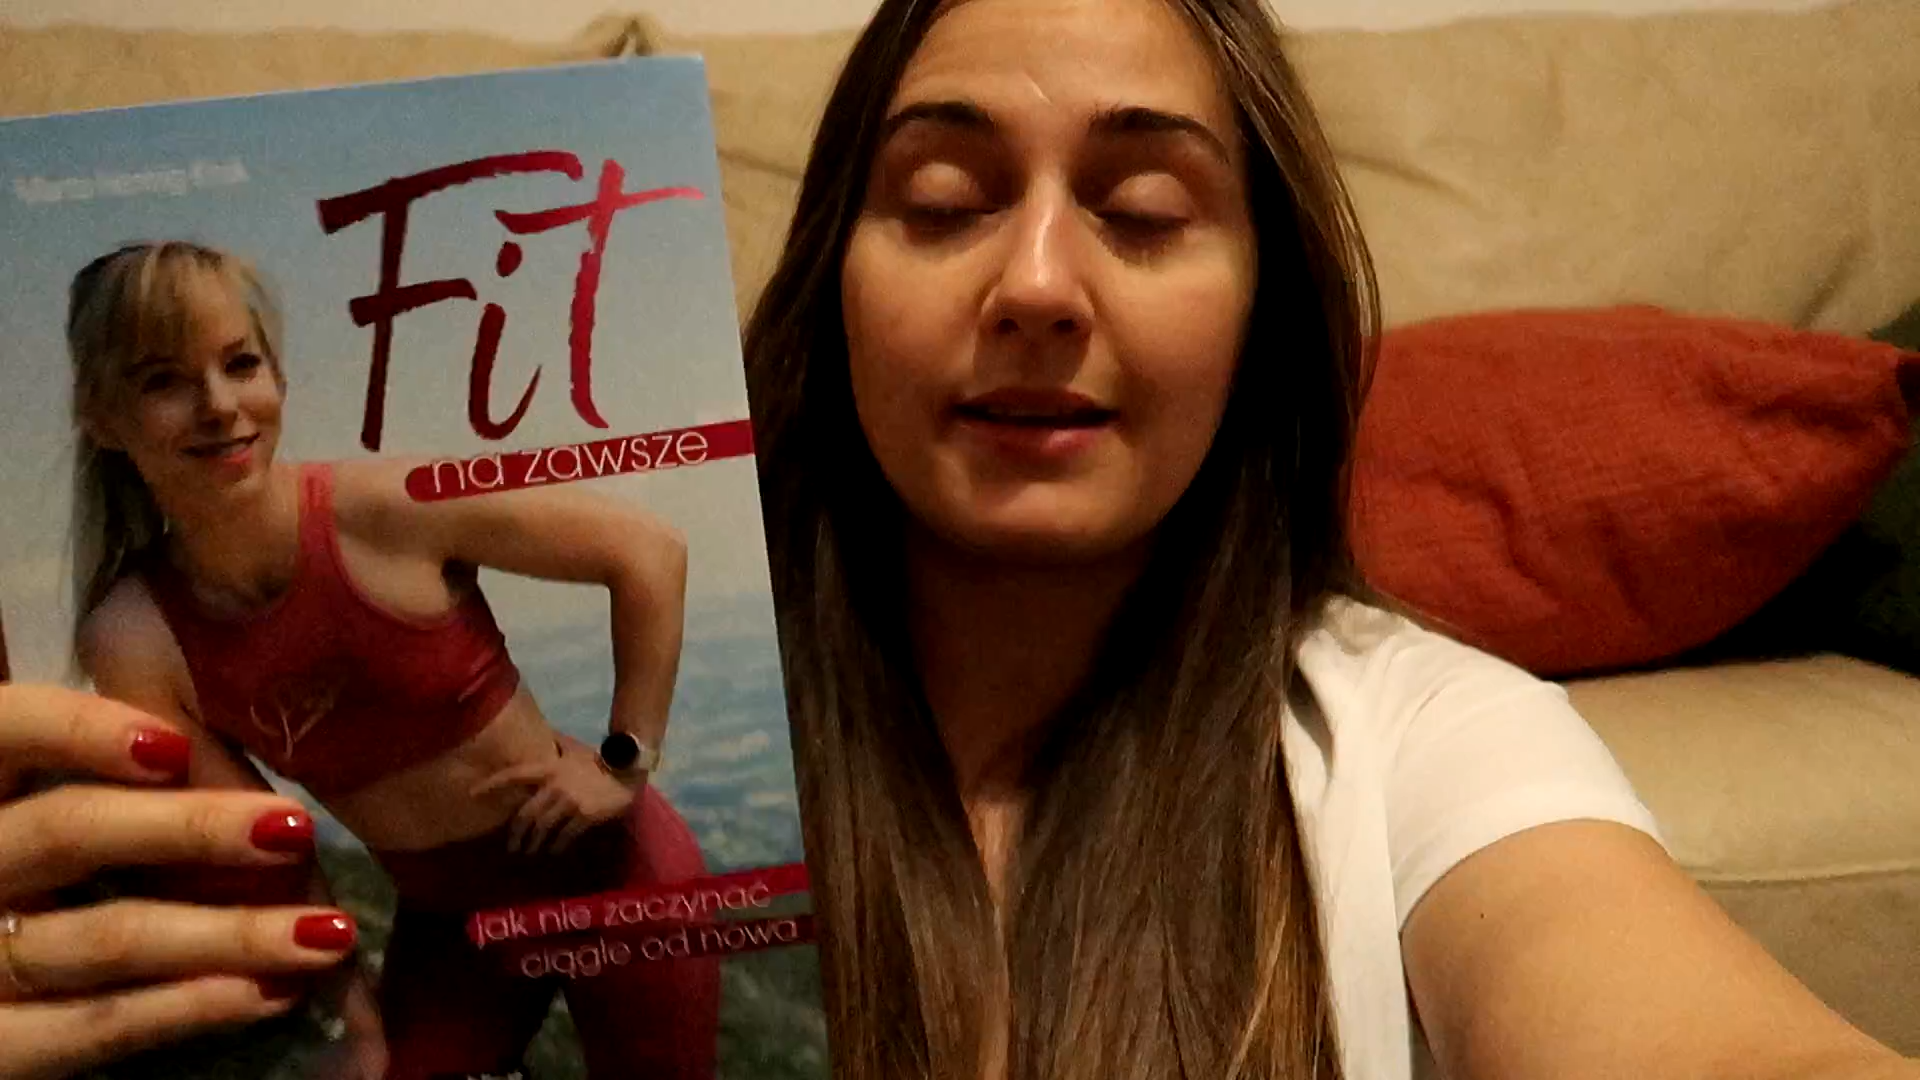 Fit
na zawsze
jak nie zaczynać
ciągle od nowa